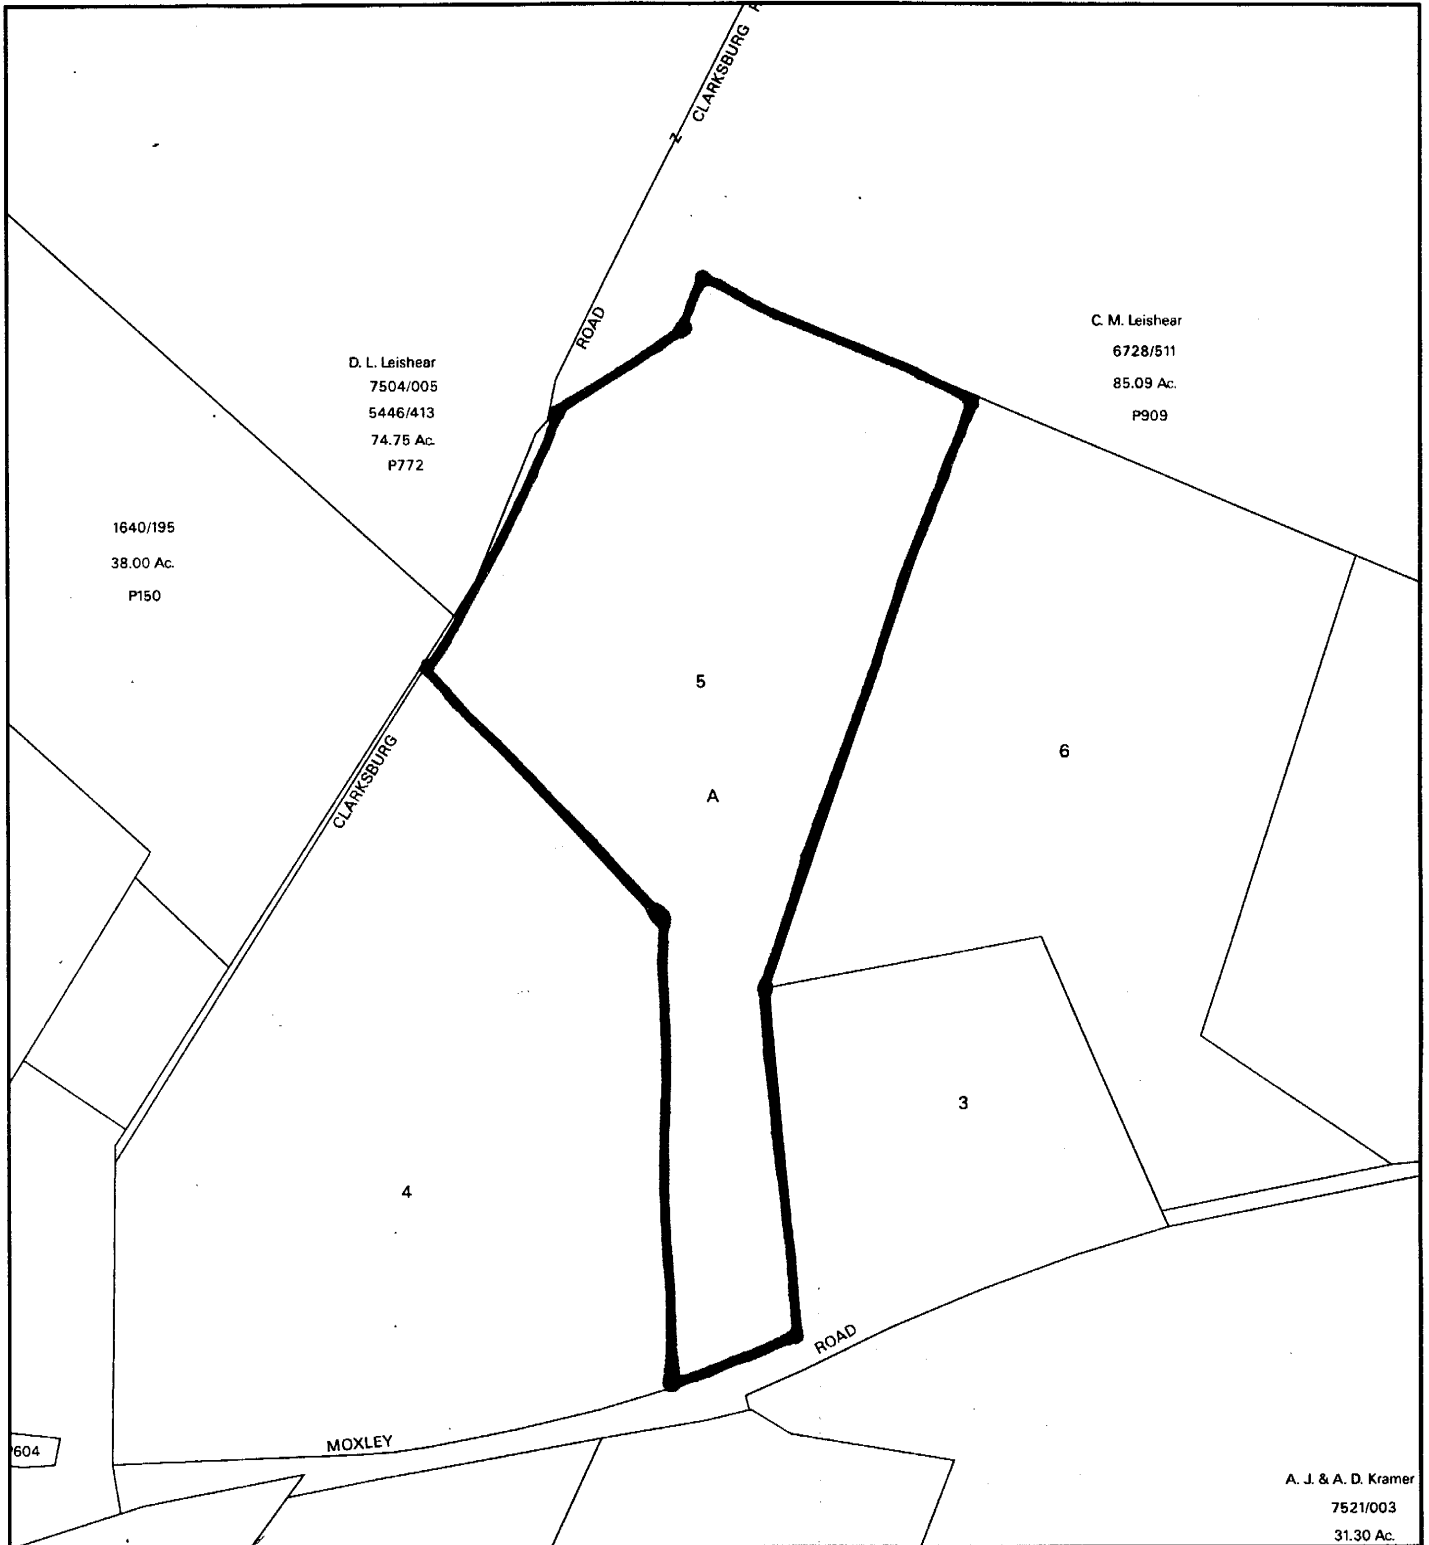 CLARKSBURG
Z
ROAD
D. L. Leishear
7504/005
5446/413
74.75 Ac.
P772
C. M. Leishear
6728/511
85.09 Ac.
P909
1640/195
38.00 Ac.
P150
5
A
6
CLARKSBURG
3
4
ROAD
MOXLEY
604
A. J. & A. D. Kramer
7521/003
31.30 Ac.